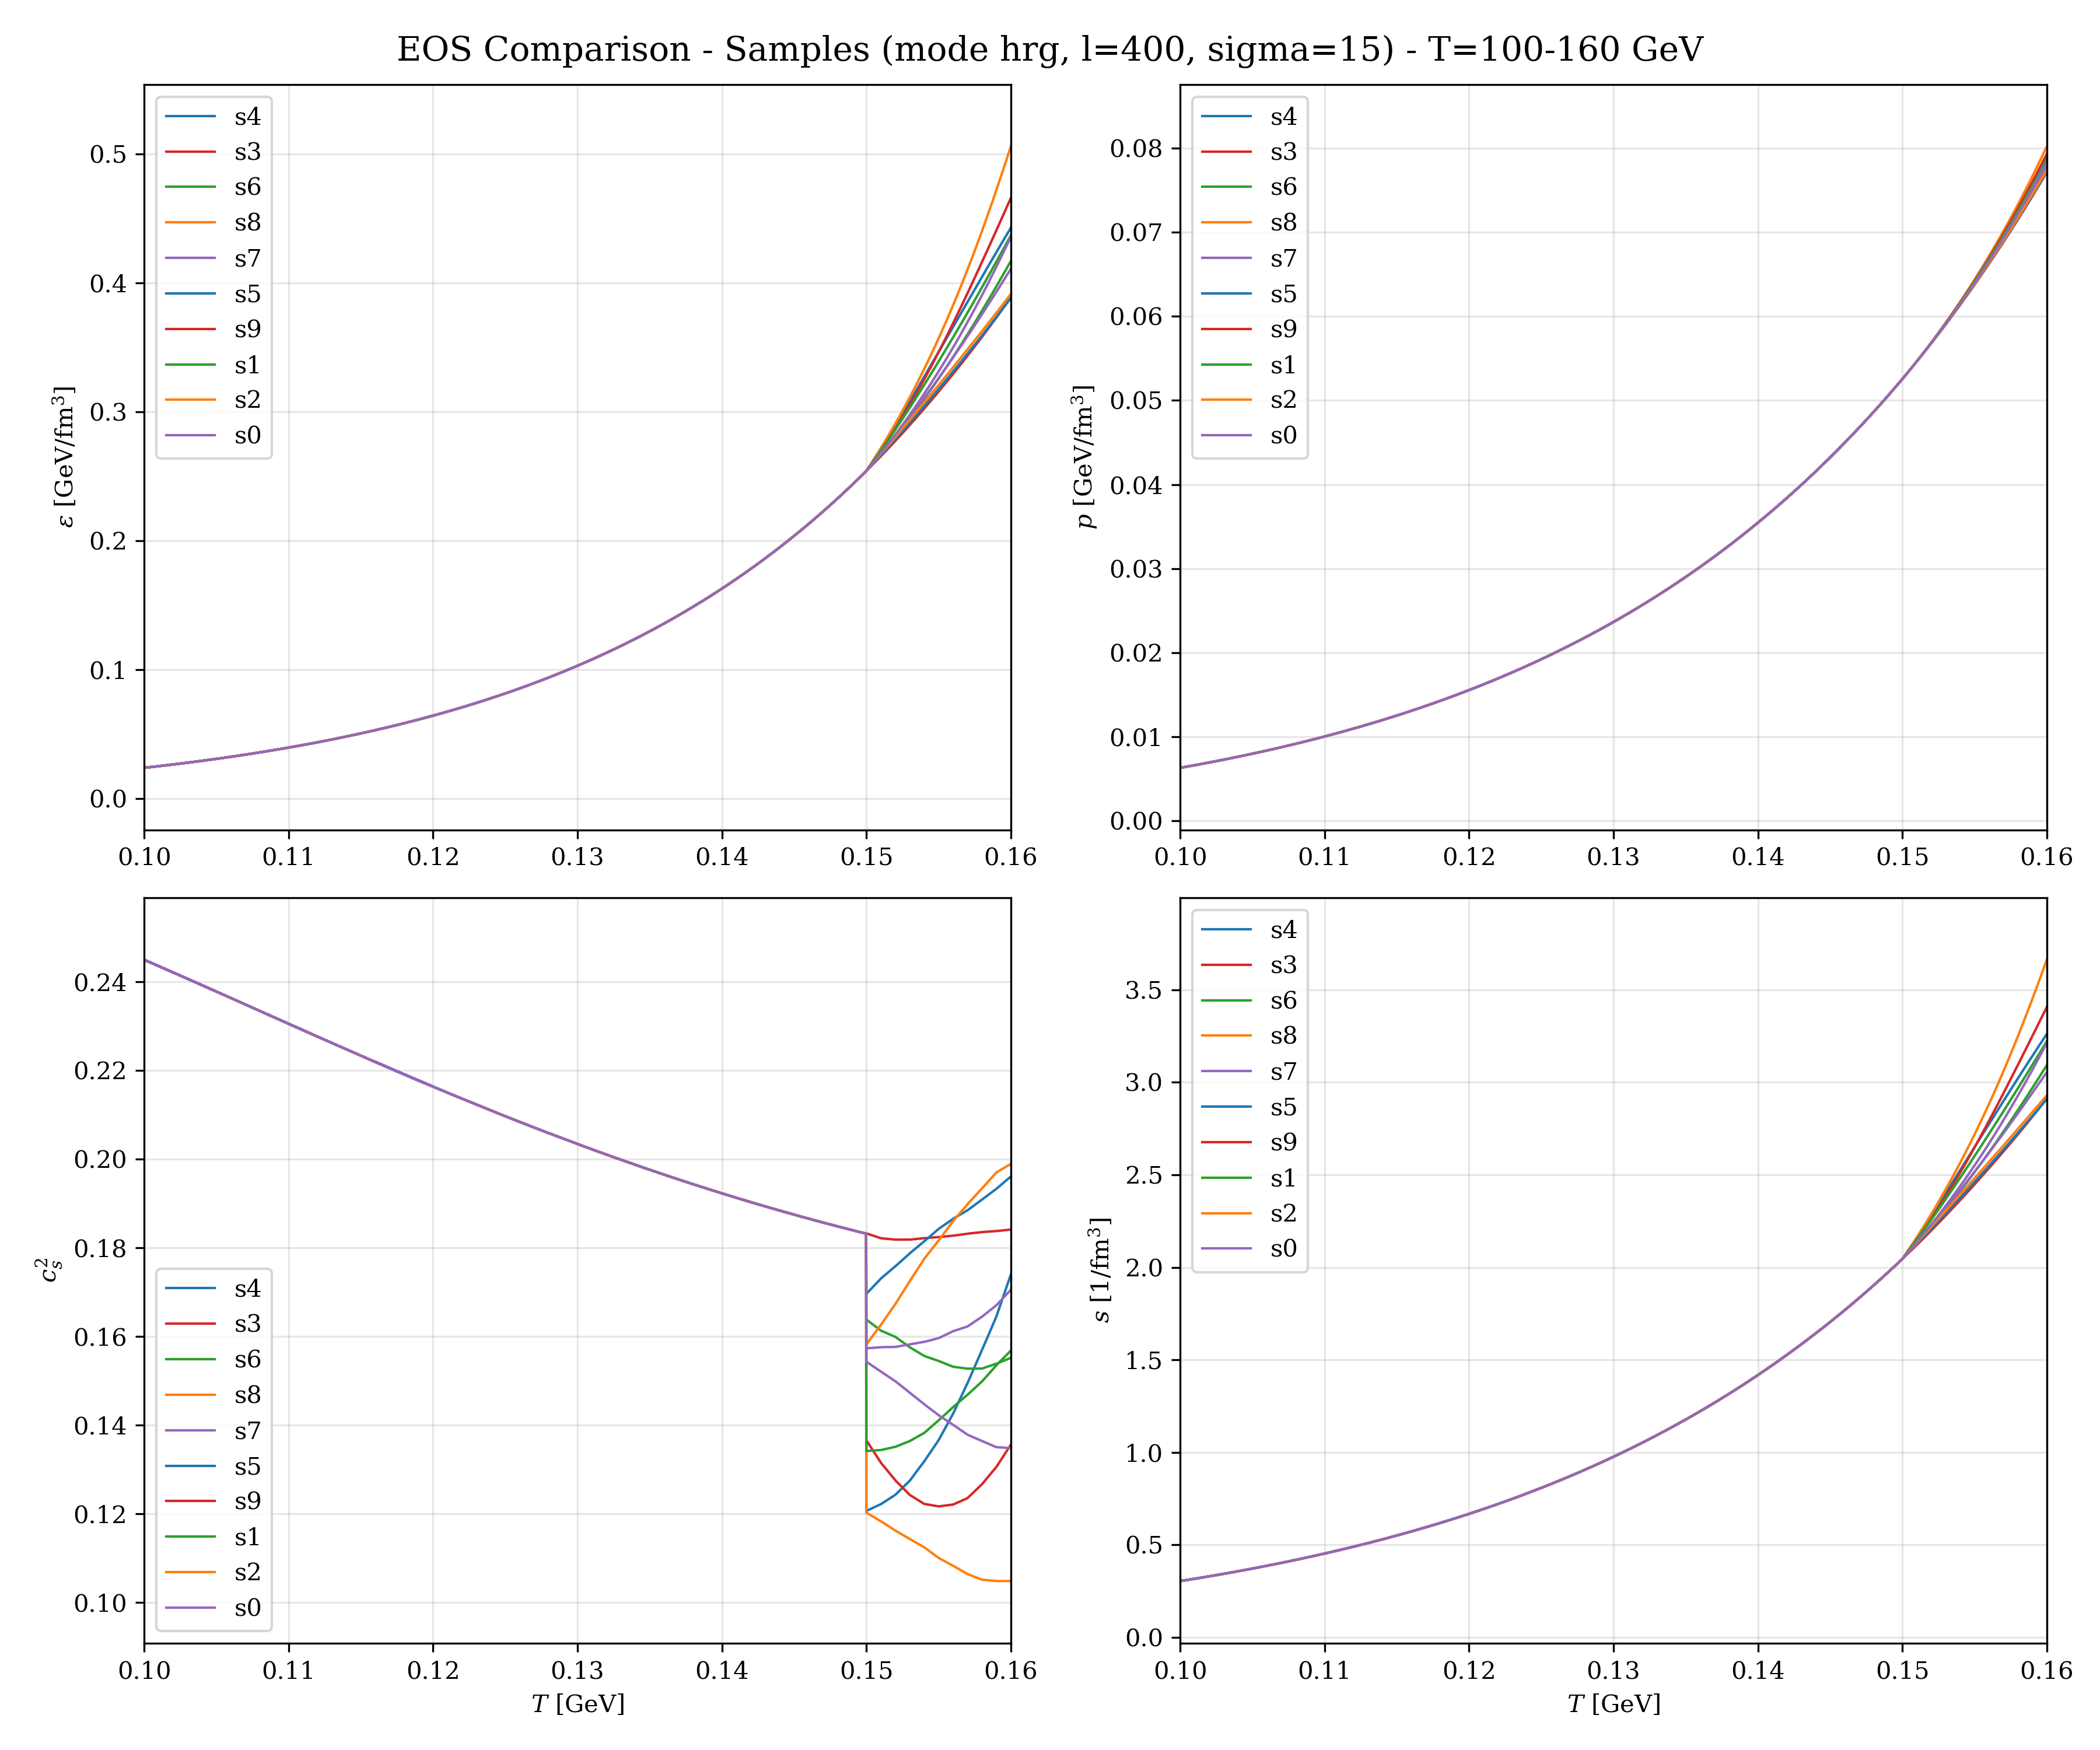 EOS Comparison - Samples (mode hrg, l=400, sigma=15) - T=100-160 GeV
ε [GeV/fm³]
0.5
0.4
0.3
0.2
0.1
0.0
s4
s3
s6
s8
s7
s5
s9
s1
s2
s0
0.10 0.11 0.12 0.13 0.14 0.15 0.16
p [GeV/fm³]
0.08
0.07
0.06
0.05
0.04
0.03
0.02
0.01
0.00
s4
s3
s6
s8
s7
s5
s9
s1
s2
s0
0.10 0.11 0.12 0.13 0.14 0.15 0.16
c_s^2
0.24
0.22
0.20
0.18
0.16
0.14
0.12
0.10
s4
s3
s6
s8
s7
s5
s9
s1
s2
s0
0.10 0.11 0.12 0.13 0.14 0.15 0.16
T [GeV]
s [1/fm³]
3.5
3.0
2.5
2.0
1.5
1.0
0.5
0.0
s4
s3
s6
s8
s7
s5
s9
s1
s2
s0
0.10 0.11 0.12 0.13 0.14 0.15 0.16
T [GeV]